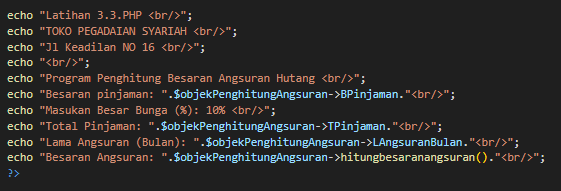 echo "Latihan 3.3.PHP <br/>";
echo "TOKO PEGADAIAN SYARIAH <br/>";
echo "Jl Keadilan NO 16 <br/>";
echo "<br/>";
echo "Program Penghitung Besaran Angsuran Hutang <br/>";
echo "Besaran pinjaman: ".$objekPenghitungAngsuran->BPinjaman."<br/>";
echo "Masukan Besar Bunga (%): 10% <br/>";
echo "Total Pinjaman: ".$objekPenghitungAngsuran->TPinjaman."<br/>";
echo "Lama Angsuran (Bulan): ".$objekPenghitungAngsuran->LAngsuranBulan."<br/>";
echo "Besaran Angsuran: ".$objekPenghitungAngsuran->hitungbesaranangsuran()."<br/>";
?>